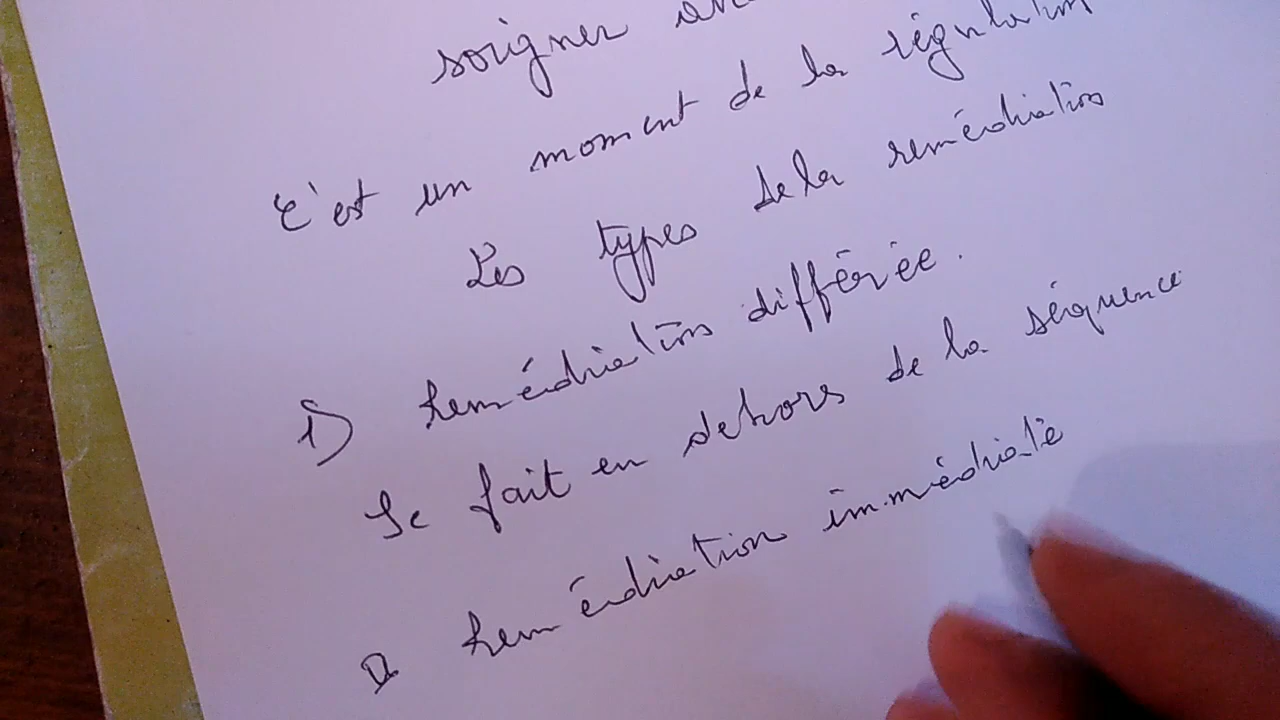 soigner
C'est un moment de la régulation
Les types de la remédiation
1) remédiation différée.
Se fait en dehors de la séquence
remédiation immédiate